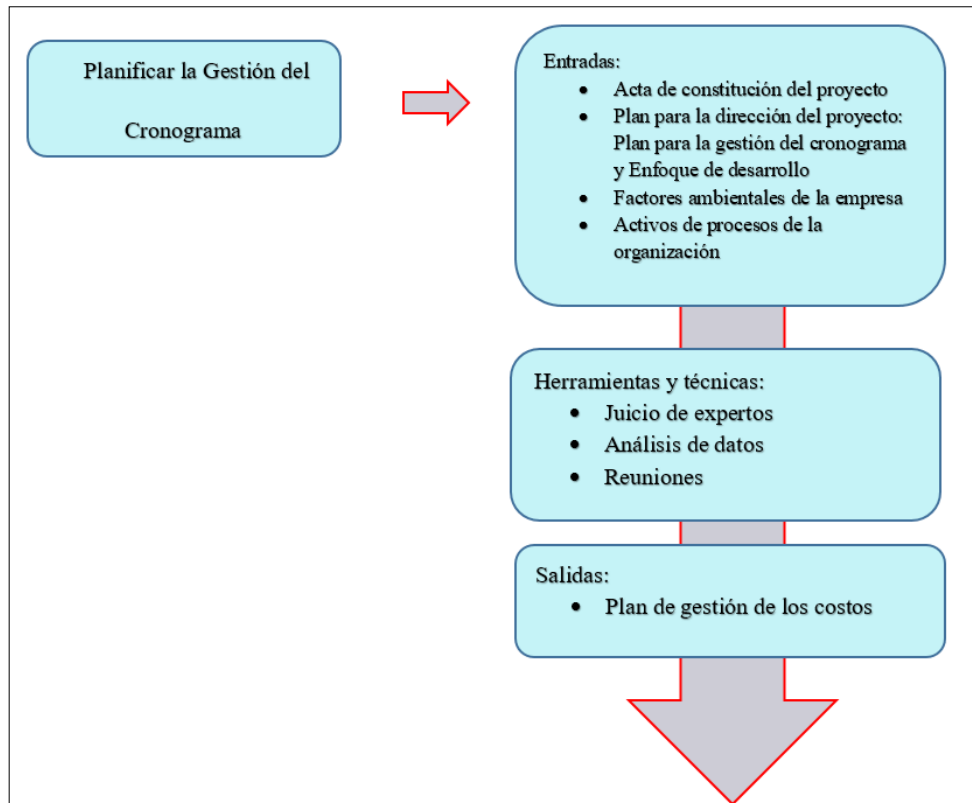 Planificar la Gestión del
Cronograma
Entradas:
• Acta de constitución del proyecto
• Plan para la dirección del proyecto:
Plan para la gestión del cronograma
y Enfoque de desarrollo
• Factores ambientales de la empresa
• Activos de procesos de la
organización
Herramientas y técnicas:
• Juicio de expertos
• Análisis de datos
• Reuniones
Salidas:
• Plan de gestión de los costos